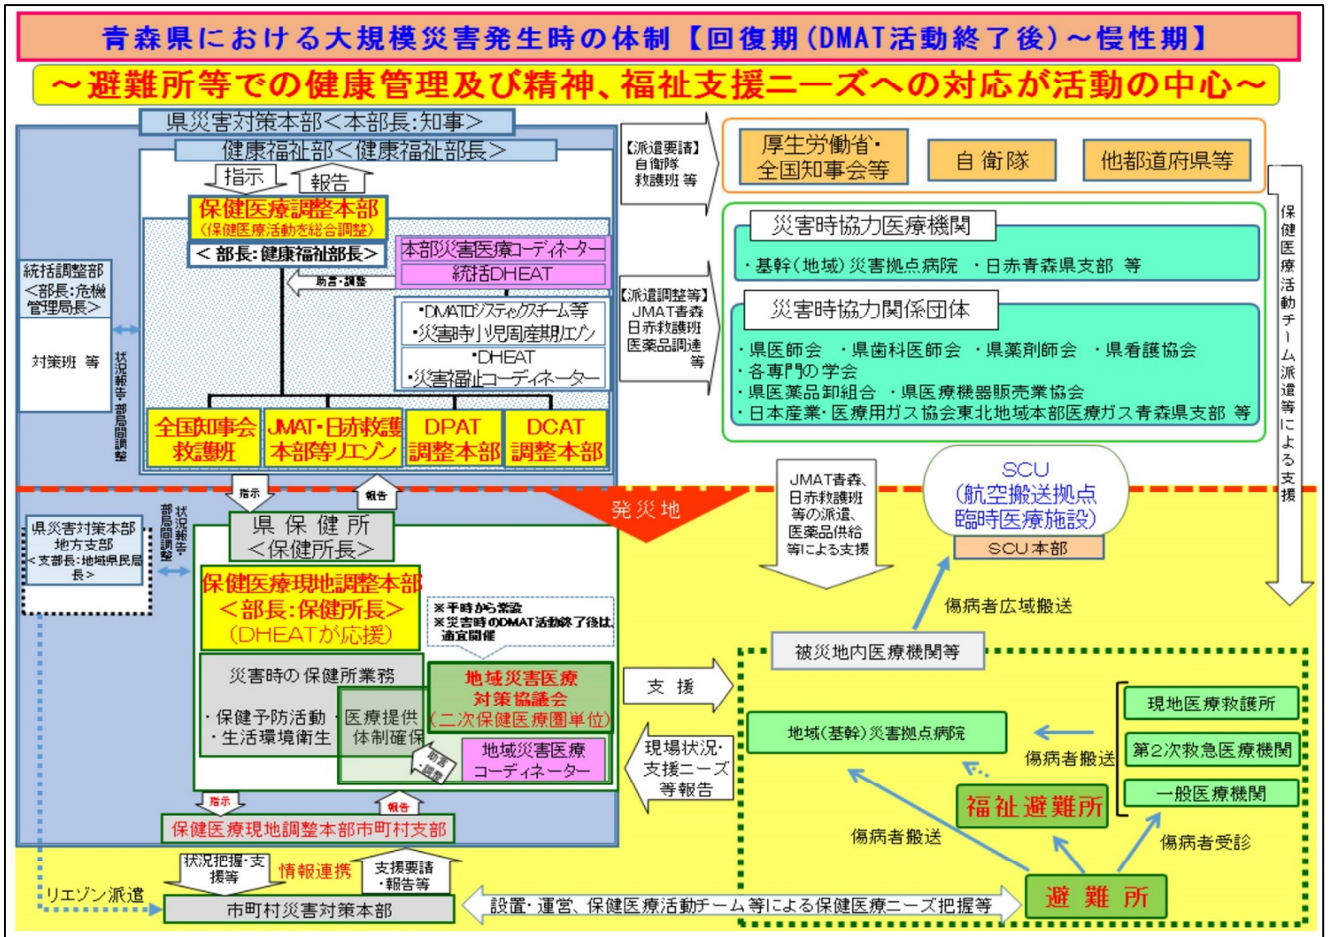 青森県における大規模災害発生時の体制【回復期(DMAT活動終了後)～慢性期】
～避難所等での健康管理及び精神、福祉支援ニーズへの対応が活動の中心～
県災害対策本部＜本部長:知事＞
健康福祉部＜健康福祉部長＞
指示
報告
保健医療調整本部
(保健医療活動を総合調整)
＜部長:健康福祉部長＞
本部災害医療コーディネーター
統括DHEAT
助言・調整
・DMATロジスティックスチーム等
・災害時小児周産期リエゾン
・DHEAT
・災害福祉コーディネーター
統括調整部
＜部長:危機
管理局長＞
対策班 等
状況報告・部局間調整
全国知事会
救護班
JMAT・日赤救護
本部等リエゾン
DPAT
調整本部
DCAT
調整本部
【派遣要請】
自衛隊
救護班 等
厚生労働省・
全国知事会等
自衛隊
他都道府県等
【派遣調整等】
JMAT青森
日赤救護班
医薬品調達
等
災害時協力医療機関
・基幹(地域)災害拠点病院 ・日赤青森県支部 等
災害時協力関係団体
・県医師会 ・県歯科医師会 ・県薬剤師会 ・県看護協会
・各専門の学会
・県医薬品卸組合 ・県医療機器販売業協会
・日本産業・医療用ガス協会東北地域本部医療ガス青森県支部 等
保健医療活動チーム派遣等による支援
指示
報告
発災地
JMAT青森、
日赤救護班
等の派遣、
医薬品供給
等による支援
SCU
(航空搬送拠点
臨時医療施設)
SCU本部
県災害対策本部
地方支部
＜支部長:地域県民局
長＞
状況報告・
部局間調整
県保健所
＜保健所長＞
保健医療現地調整本部
＜部長:保健所長＞
(DHEATが応援)
※平時から常設
※災害時のDMAT活動終了後は、
適宜開催
災害時の保健所業務
・保健予防活動
・生活環境衛生
・医療提供
体制確保
地域災害医療
対策協議会
(二次保健医療圏単位)
助言・調整
地域災害医療
コーディネーター
支援
現場状況・
支援ニーズ
等報告
傷病者広域搬送
被災地内医療機関等
地域(基幹)災害拠点病院
現地医療救護所
第2次救急医療機関
一般医療機関
傷病者搬送
福祉避難所
傷病者搬送
傷病者受診
避難所
指示
報告
保健医療現地調整本部市町村支部
状況把握・支
援等
情報連携
支援要請
・報告等
リエゾン派遣
市町村災害対策本部
設置・運営、保健医療活動チーム等による保健医療ニーズ把握等